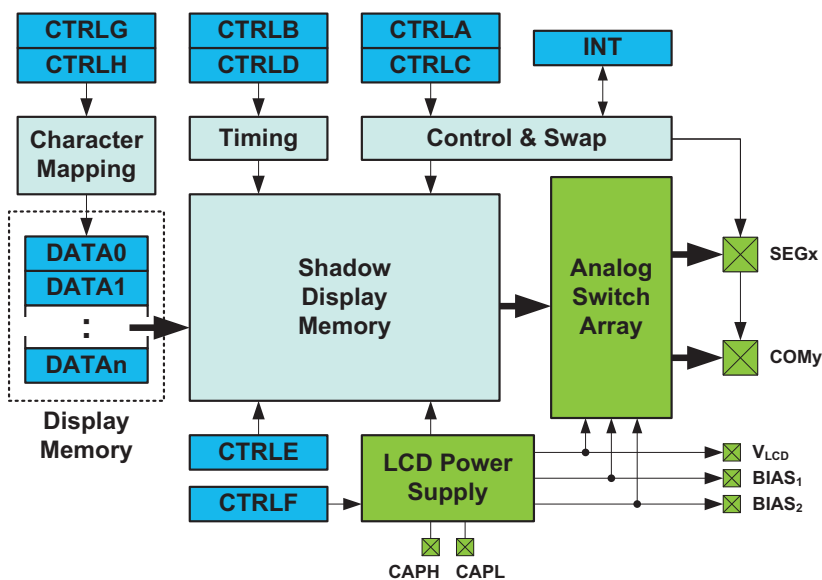 CTRLG
CTRLH
CTRLB
CTRLD
CTRLA
CTRLC
INT
Character
Mapping
Timing
Control & Swap
DATA0
DATA1
:
DATAn
Display
Memory
Shadow
Display
Memory
Analog
Switch
Array
SEGx
COMy
CTRLE
CTRLF
LCD Power
Supply
VLCD
BIAS1
BIAS2
CAPH
CAPL